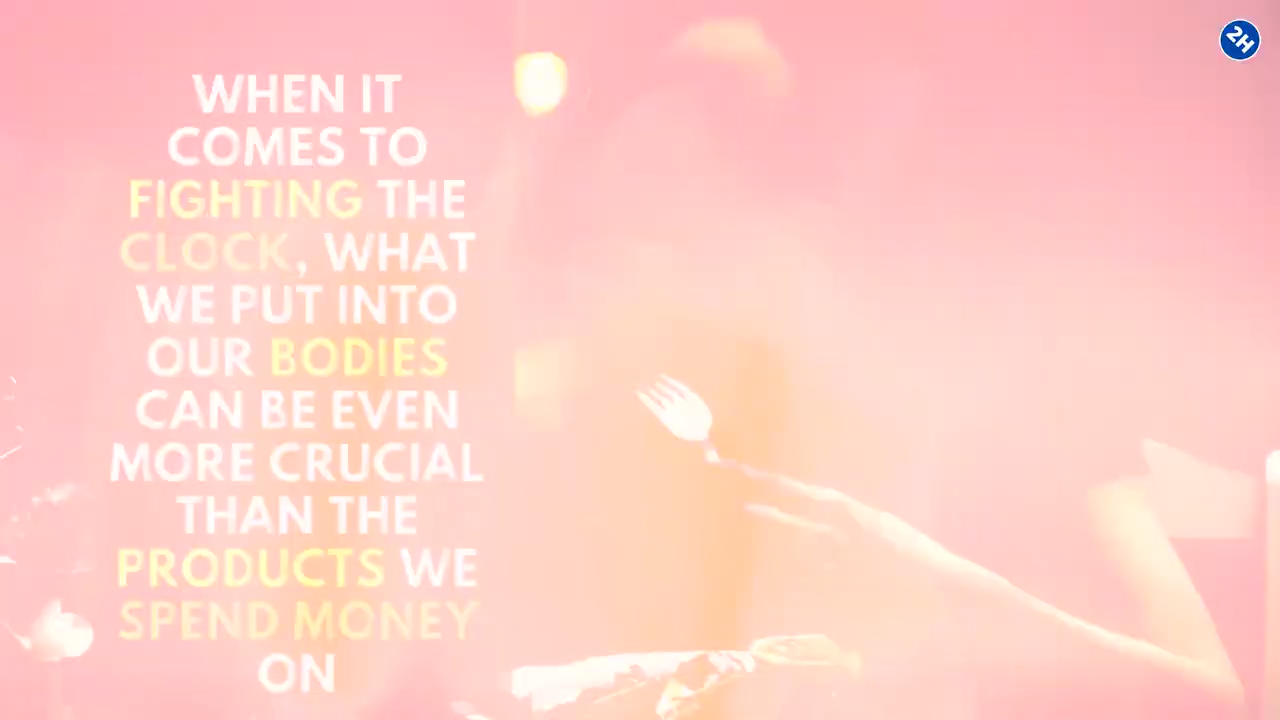 2H
WHEN IT
COMES TO
FIGHTING THE
CLOCK, WHAT
WE PUT INTO
OUR BODIES
CAN BE EVEN
MORE CRUCIAL
THAN THE
PRODUCTS WE
SPEND MONEY
ON